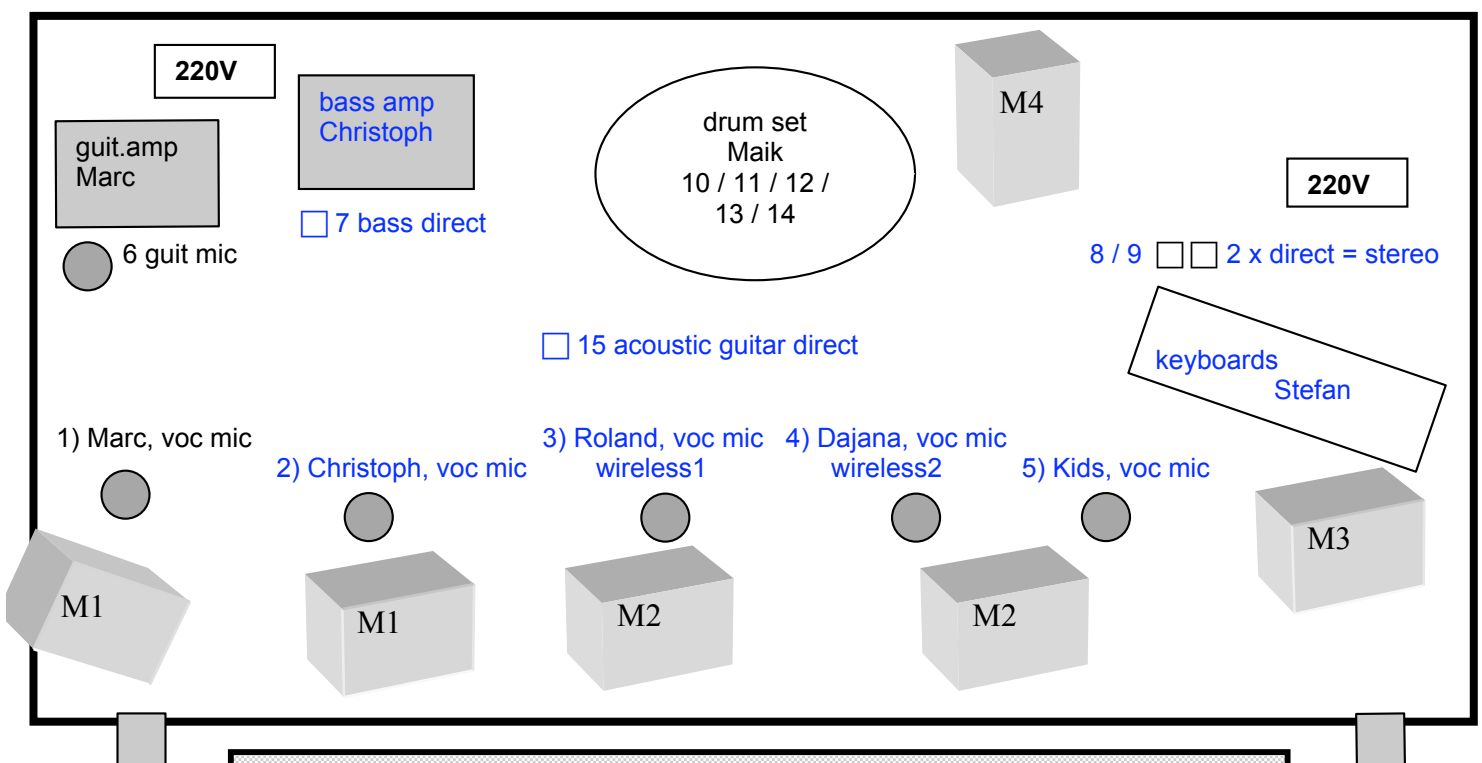 220V
bass amp
Christoph
guit.amp
Marc
drum set
Maik
10 / 11 / 12 /
13 / 14
M4
220V
7 bass direct
6 guit mic
8 / 9
2 x direct = stereo
15 acoustic guitar direct
keyboards
Stefan
1) Marc, voc mic
2) Christoph, voc mic
3) Roland, voc mic
wireless1
4) Dajana, voc mic
wireless2
5) Kids, voc mic
M1
M1
M2
M2
M3